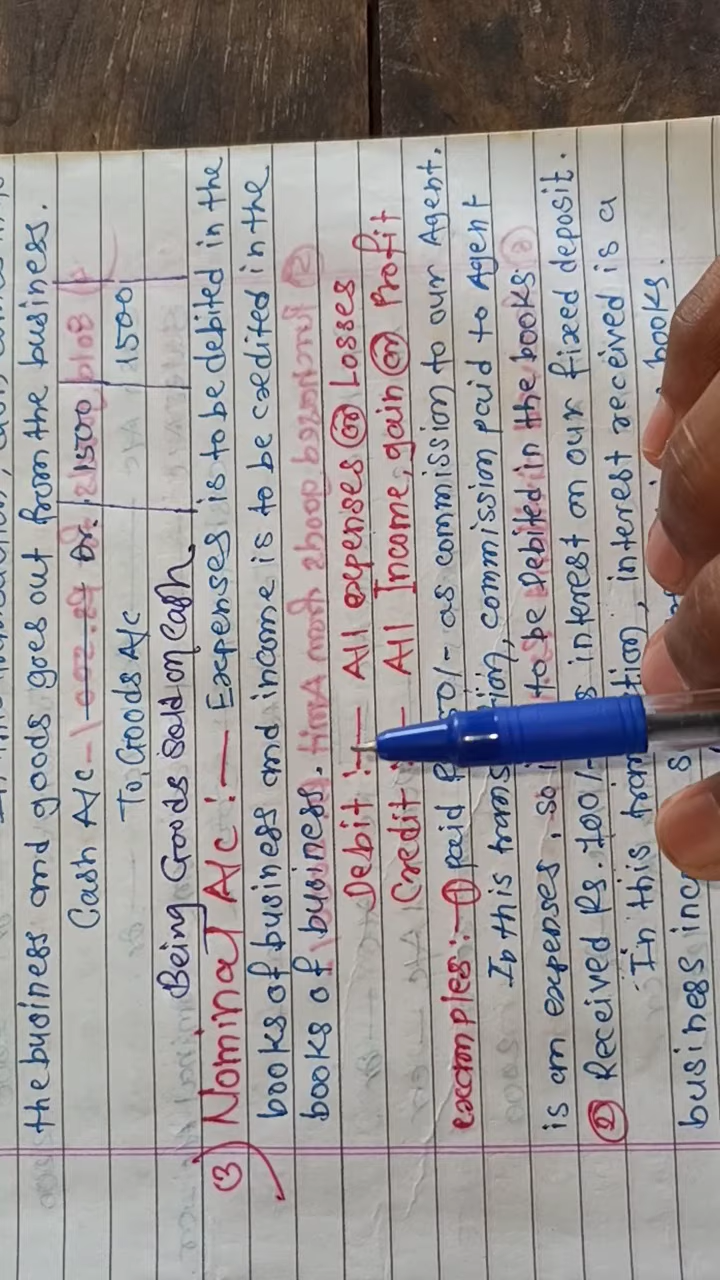 the business and goods goes out from the business.
Cash A/c Dr. 1500
To, Goods A/c 1500
Being Goods Sold on Cash
(3) Nominal A/c :— Expenses is to be debited in the
books of business and income is to be credited in the
books of business.
Debit :— All expenses or Losses
Credit :— All Income, gain or Profit
examples:- ① paid 50/- as commission to our Agent.
In this commission paid to Agent
is an expenses, so to be Debited in the books.
② Received Rs. 700/- interest on our fixed deposit.
In this interest received is a
business books.